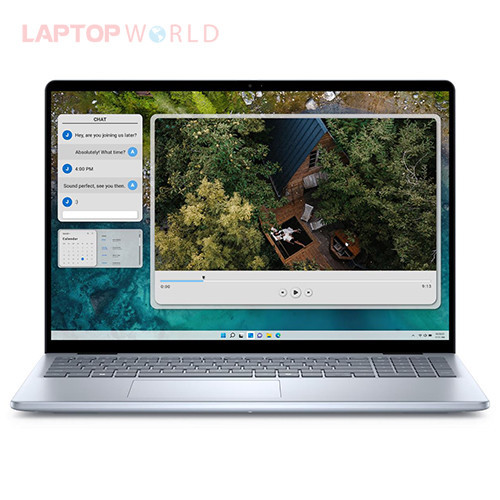 LAPTOP WORLD
CHAT
J
Hey, are you joining us later?
Absolutely! What time?
A
J
4:00 PM
Sound perfect, see you then.
A
J
:)
Calendar
0:00
9:13